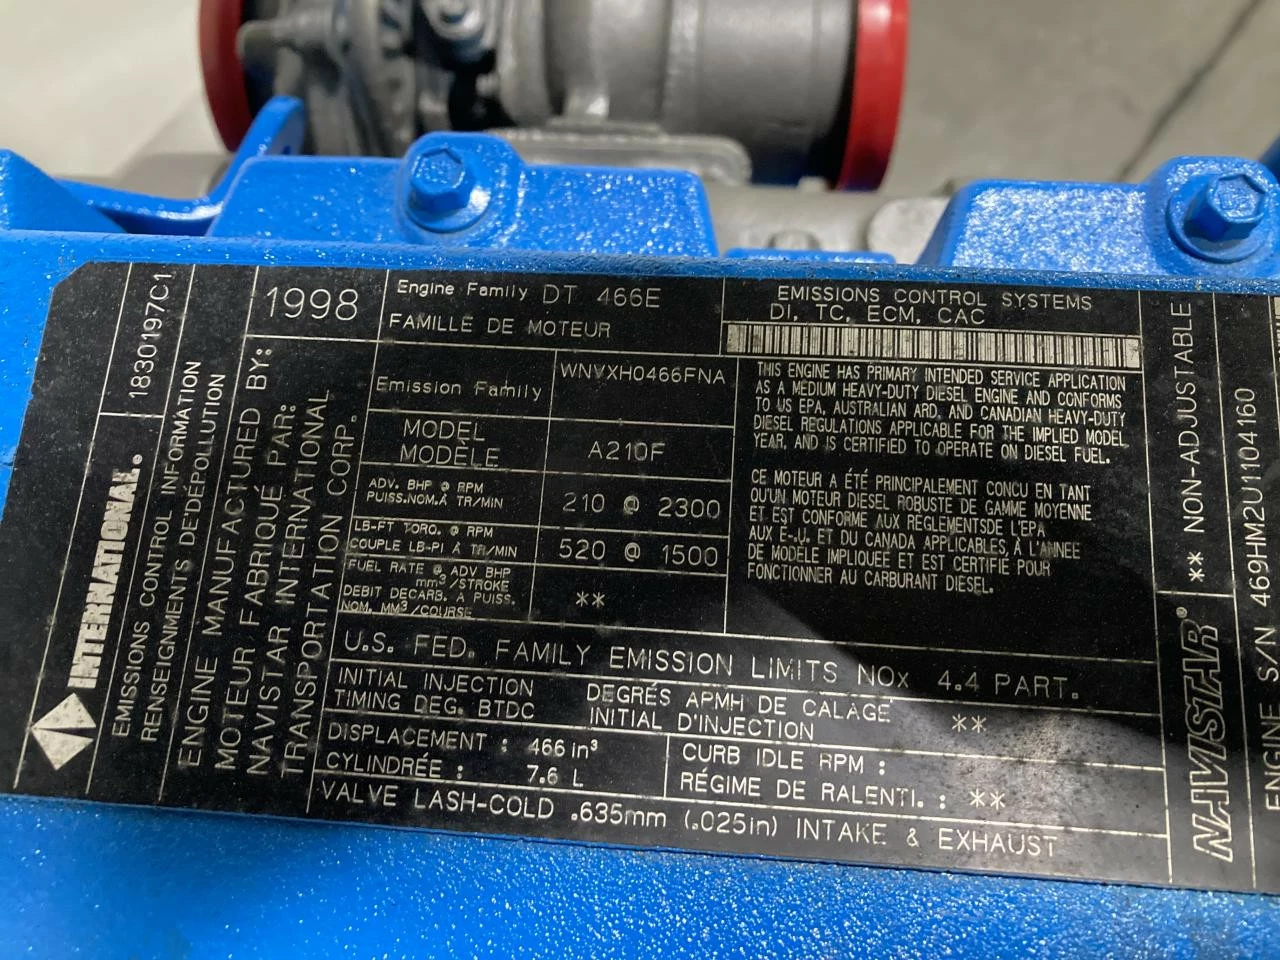 1830197C1
INTERNATIONAL®
EMISSIONS CONTROL INFORMATION
RENSEIGNMENTS DE'DEPOLLUTION
1998
ENGINE MANUFACTURED BY:
MOTEUR FABRIQUÉ PAR:
NAVISTAR INTERNATIONAL
TRANSPORTATION CORP.
Engine Family DT 466E
FAMILLE DE MOTEUR
EMISSIONS CONTROL SYSTEMS
DI, TC, ECM, CAC
Emission Family WNVXH0466FNA
MODEL
MODÈLE A210F
ADV. BHP @ RPM
PUISS.NOM.À TR/MIN 210 @ 2300
LB-FT TORQ. @ RPM
COUPLE LB-PI À TR/MIN 520 @ 1500
FUEL RATE @ ADV BHP
mm³/STROKE
DEBIT DECARB. À PUISS.
NOM. MM³/COURSE **
THIS ENGINE HAS PRIMARY INTENDED SERVICE APPLICATION
AS A MEDIUM HEAVY-DUTY DIESEL ENGINE AND CONFORMS
TO US EPA, AUSTRALIAN ARD, AND CANADIAN HEAVY-DUTY
DIESEL REGULATIONS APPLICABLE FOR THE IMPLIED MODEL
YEAR, AND IS CERTIFIED TO OPERATE ON DIESEL FUEL.
CE MOTEUR A ÉTÉ PRINCIPALEMENT CONCU EN TANT
QU'UN MOTEUR DIESEL ROBUSTE DE GAMME MOYENNE
ET EST CONFORME AUX RÉGLEMENTSDE L'EPA
AUX E.-U. ET DU CANADA APPLICABLES, À L'ANNEE
DE MODÈLE IMPLIQUEE ET EST CERTIFIÉ POUR
FONCTIONNER AU CARBURANT DIESEL.
U.S. FED. FAMILY EMISSION LIMITS NOx 4.4 PART.
INITIAL INJECTION
TIMING DEG. BTDC
DEGRÉS APMH DE CALAGE
INITIAL D'INJECTION **
DISPLACEMENT : 466 in³
CYLINDRÉE : 7.6 L
CURB IDLE RPM :
RÉGIME DE RALENTI. : **
VALVE LASH-COLD .635mm (.025in) INTAKE & EXHAUST
** NON-ADJUSTABLE
NAVISTAR®
ENGINE S/N 469HM2U1104160